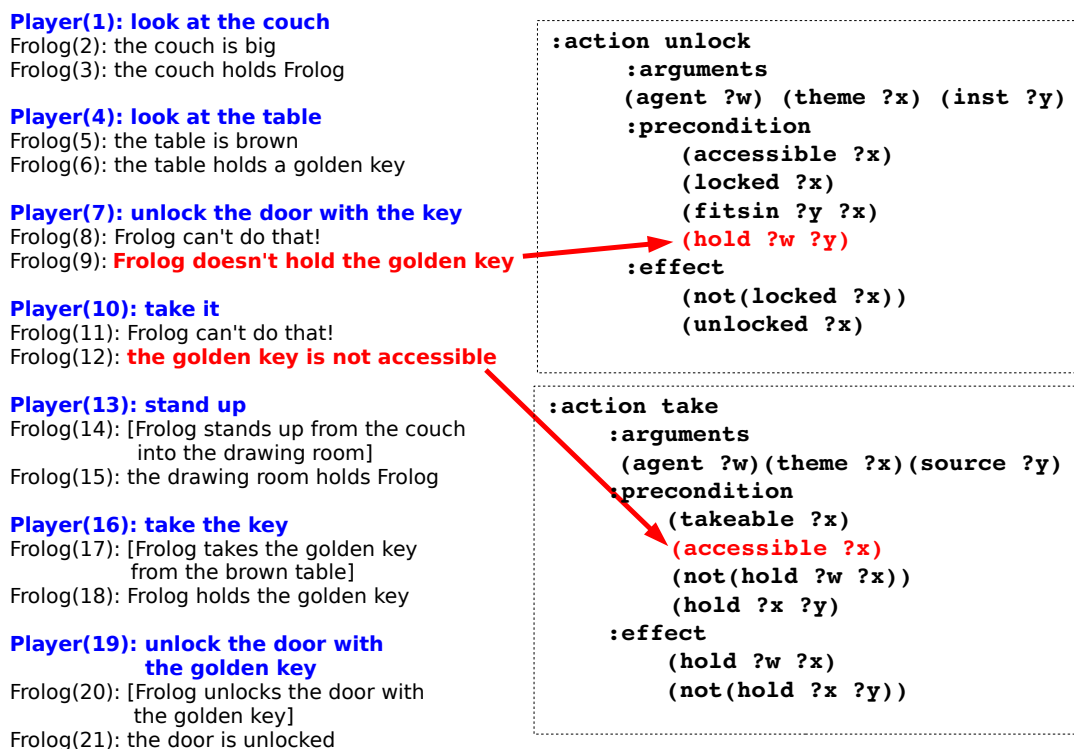 Player(1): look at the couch
Frolog(2): the couch is big
Frolog(3): the couch holds Frolog
Player(4): look at the table
Frolog(5): the table is brown
Frolog(6): the table holds a golden key
Player(7): unlock the door with the key
Frolog(8): Frolog can't do that!
Frolog(9): Frolog doesn't hold the golden key
Player(10): take it
Frolog(11): Frolog can't do that!
Frolog(12): the golden key is not accessible
Player(13): stand up
Frolog(14): [Frolog stands up from the couch
into the drawing room]
Frolog(15): the drawing room holds Frolog
Player(16): take the key
Frolog(17): [Frolog takes the golden key
from the brown table]
Frolog(18): Frolog holds the golden key
Player(19): unlock the door with
the golden key
Frolog(20): [Frolog unlocks the door with
the golden key]
Frolog(21): the door is unlocked
:action unlock
:arguments
(agent ?w) (theme ?x) (inst ?y)
:precondition
(accessible ?x)
(locked ?x)
(fitsin ?y ?x)
(hold ?w ?y)
:effect
(not(locked ?x))
(unlocked ?x)
:action take
:arguments
(agent ?w)(theme ?x)(source ?y)
:precondition
(takeable ?x)
(accessible ?x)
(not(hold ?w ?x))
(hold ?x ?y)
:effect
(hold ?w ?x)
(not(hold ?x ?y))